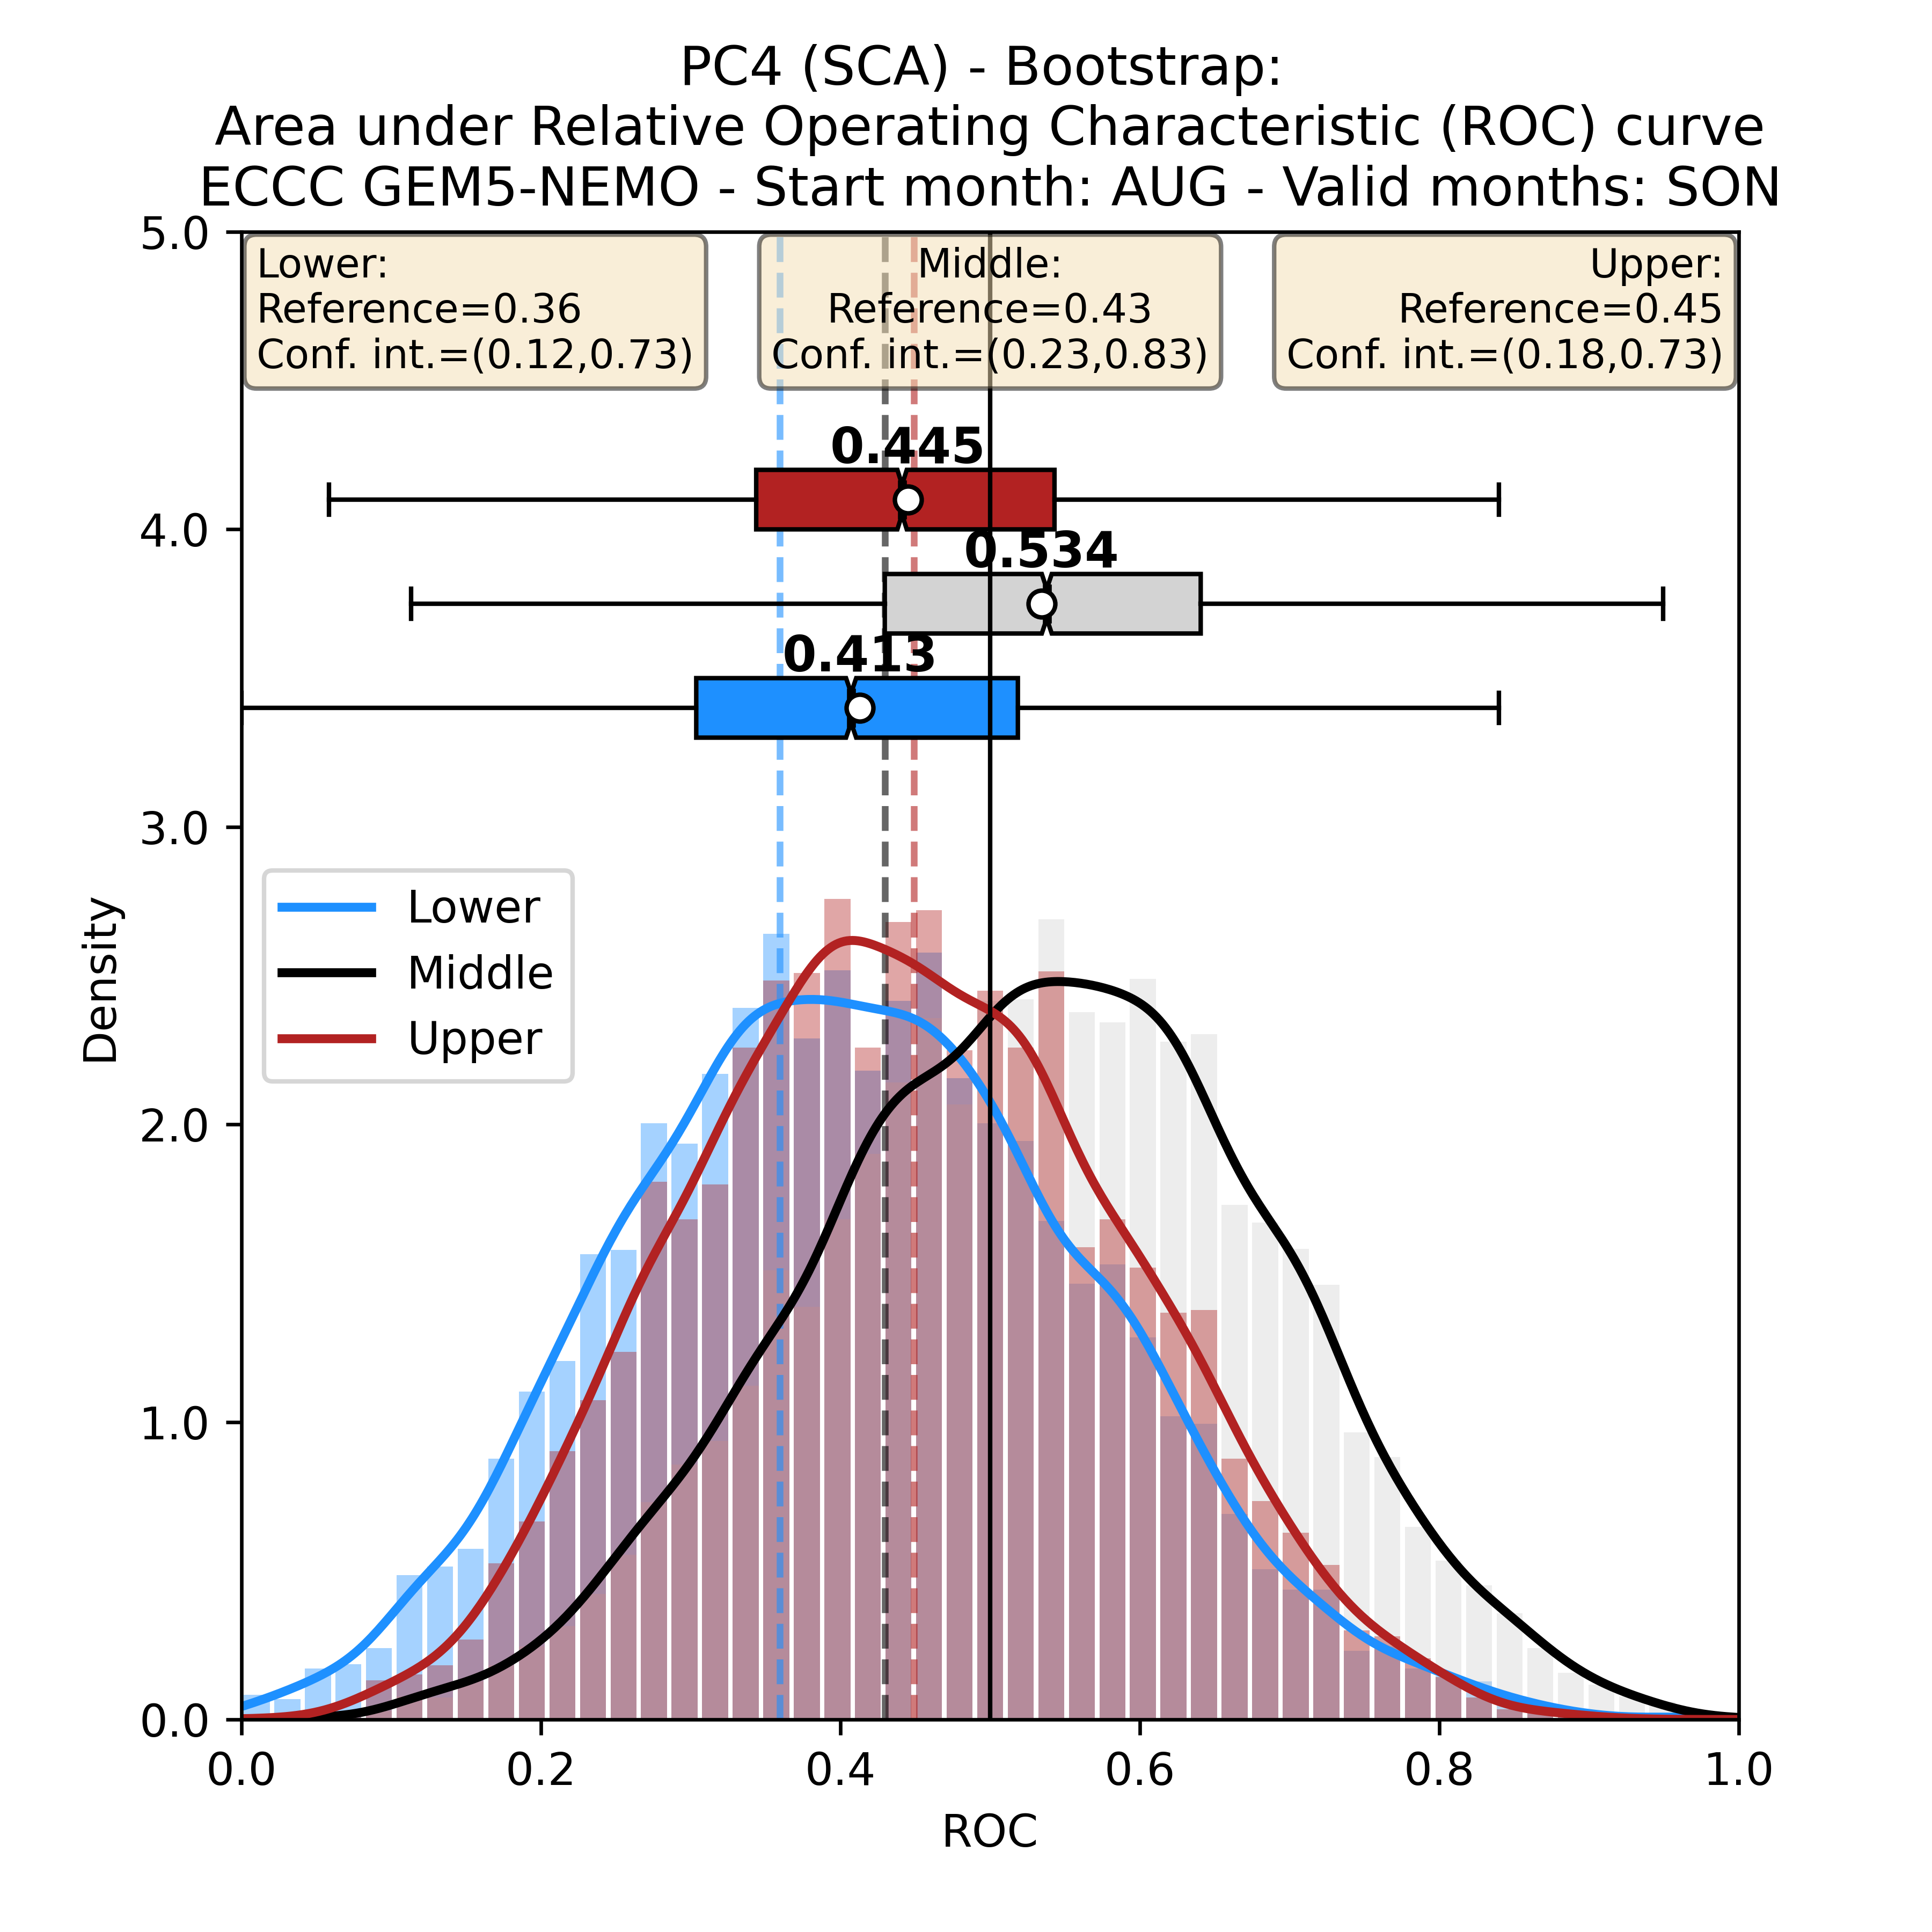 PC4 (SCA) - Bootstrap:
Area under Relative Operating Characteristic (ROC) curve
ECCC GEM5-NEMO - Start month: AUG - Valid months: SON
Lower:
Reference=0.36
Conf. int.=(0.12,0.73)
Middle:
Reference=0.43
Conf. int.=(0.23,0.83)
Upper:
Reference=0.45
Conf. int.=(0.18,0.73)
0.445
0.534
0.413
Lower
Middle
Upper
Density
5.0
4.0
3.0
2.0
1.0
0.0
0.0
0.2
0.4
0.6
0.8
1.0
ROC